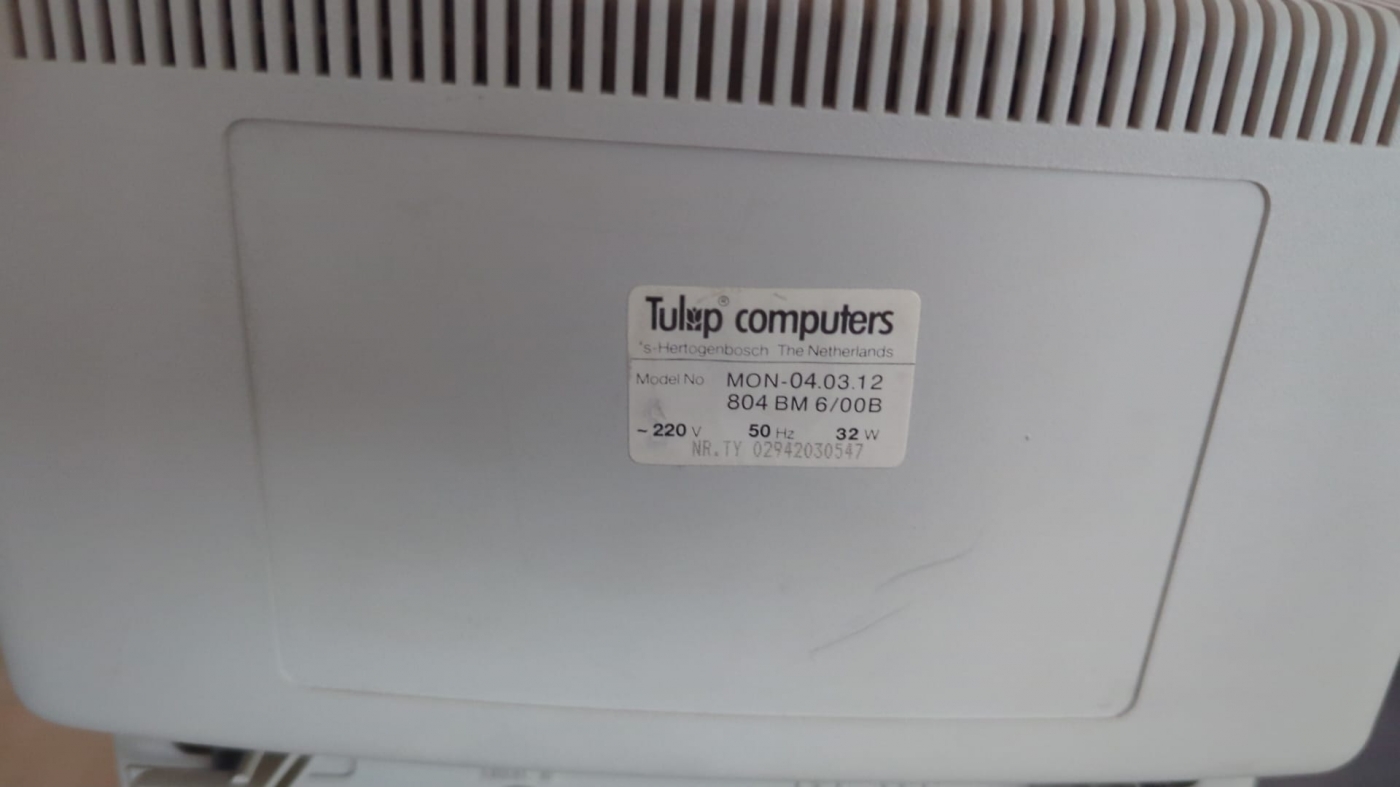 Tulip® computers
's-Hertogenbosch The Netherlands
Model No MON-04.03.12
804 BM 6/00B
~220 V 50 Hz 32 W
NR.TY 02942030547